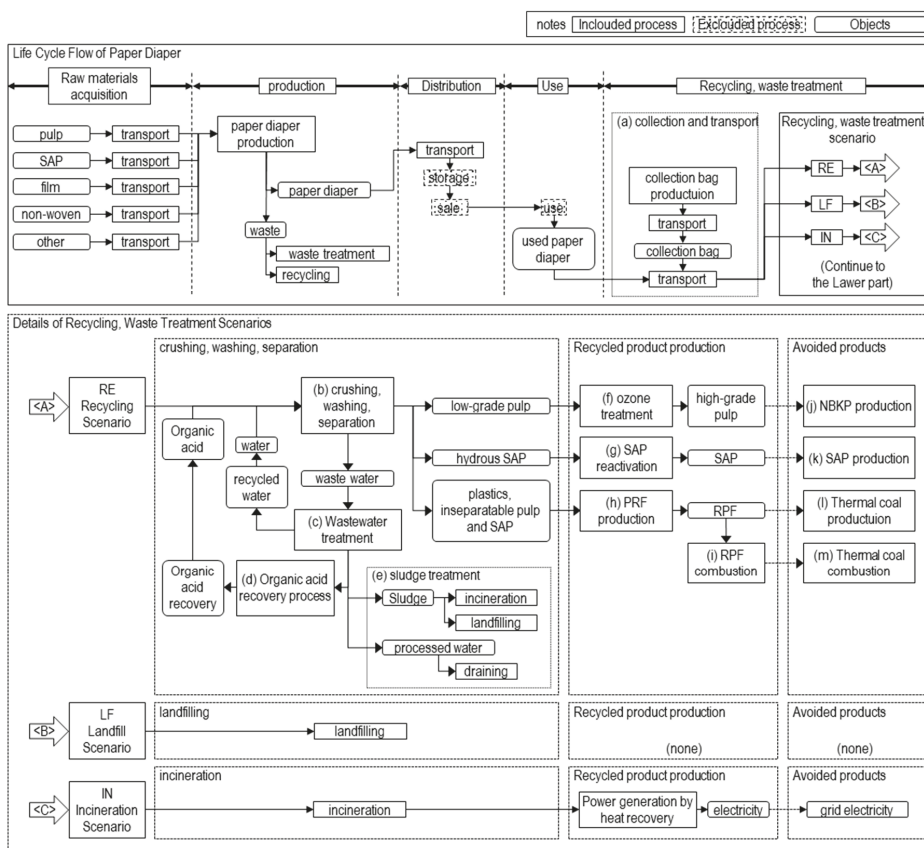 notes Inclouded process Exclouded process Objects
Life Cycle Flow of Paper Diaper
Raw materials
acquisition
production
Distribution
Use
Recycling, waste treatment
pulp
transport
SAP
transport
film
transport
non-woven
transport
other
transport
paper diaper
production
paper diaper
waste
waste treatment
recycling
transport
storage
sale
use
used paper
diaper
(a) collection and transport
collection bag
productuion
transport
collection bag
transport
Recycling, waste treatment
scenario
RE
<A>
LF
<B>
IN
<C>
(Continue to
the Lawer part)
Details of Recycling, Waste Treatment Scenarios
crushing, washing, separation
Recycled product production
Avoided products
<A>
RE
Recycling
Scenario
Organic
acid
water
recycled
water
(b) crushing,
washing,
separation
waste water
(c) Wastewater
treatment
Organic
acid
recovery
(d) Organic acid
recovery process
(e) sludge treatment
Sludge
incineration
landfilling
processed water
draining
low-grade pulp
hydrous SAP
plastics,
inseparatable pulp
and SAP
(f) ozone
treatment
high-grade
pulp
(g) SAP
reactivation
SAP
(h) PRF
production
RPF
(i) RPF
combustion
(j) NBKP production
(k) SAP production
(l) Thermal coal
productuion
(m) Thermal coal
combustion
<B>
LF
Landfill
Scenario
landfilling
landfilling
Recycled product production
(none)
Avoided products
(none)
<C>
IN
Incineration
Scenario
incineration
incineration
Recycled product production
Power generation by
heat recovery
electricity
Avoided products
grid electricity